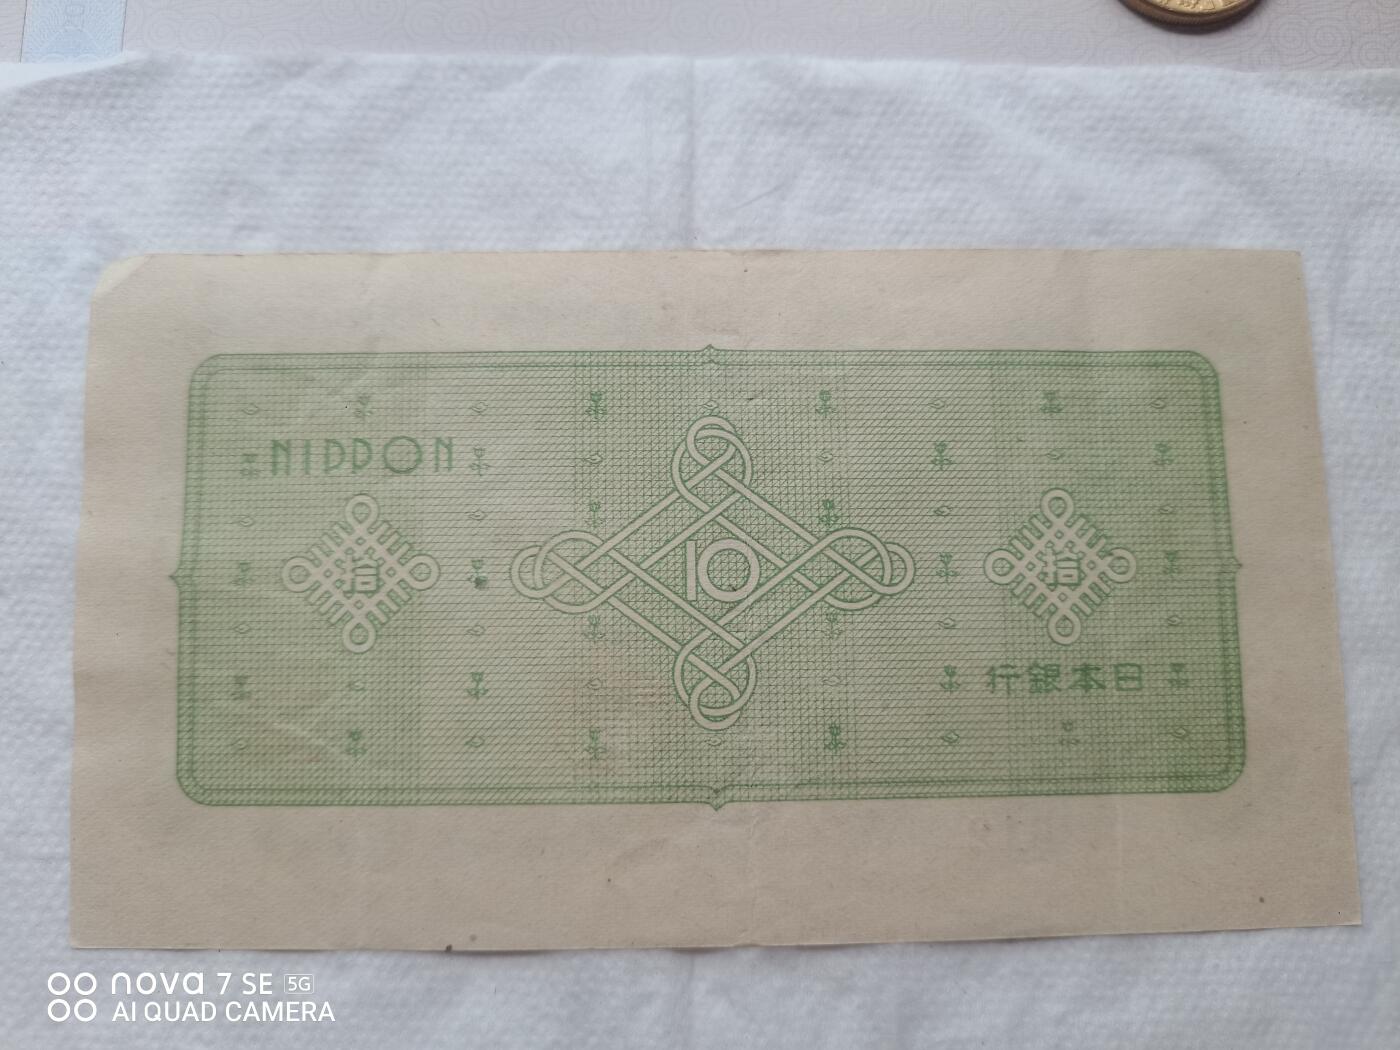 NIPPON
拾
10
拾
行銀本日
nova 7 SE 5G
AI QUAD CAMERA